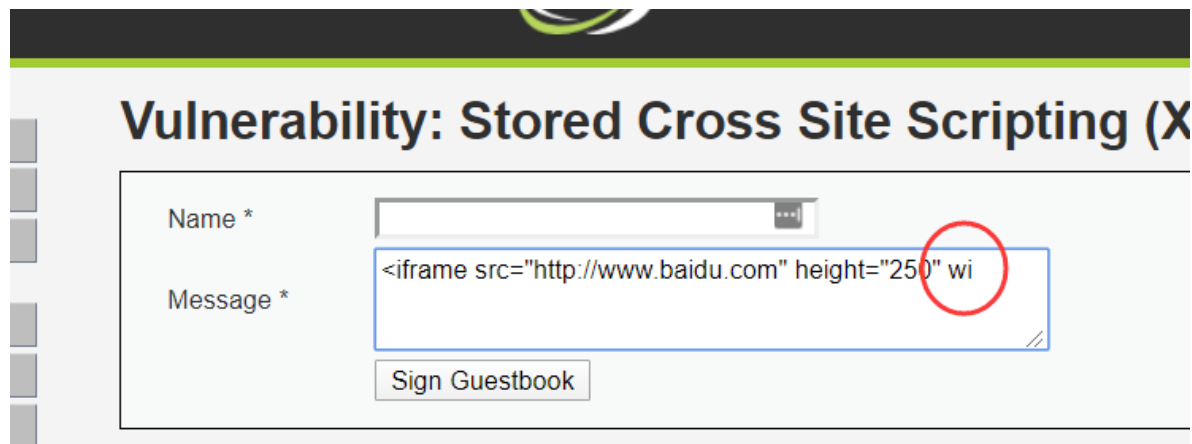 Vulnerability: Stored Cross Site Scripting (X
Name *
<iframe src="http://www.baidu.com" height="250" wi
Message *
Sign Guestbook